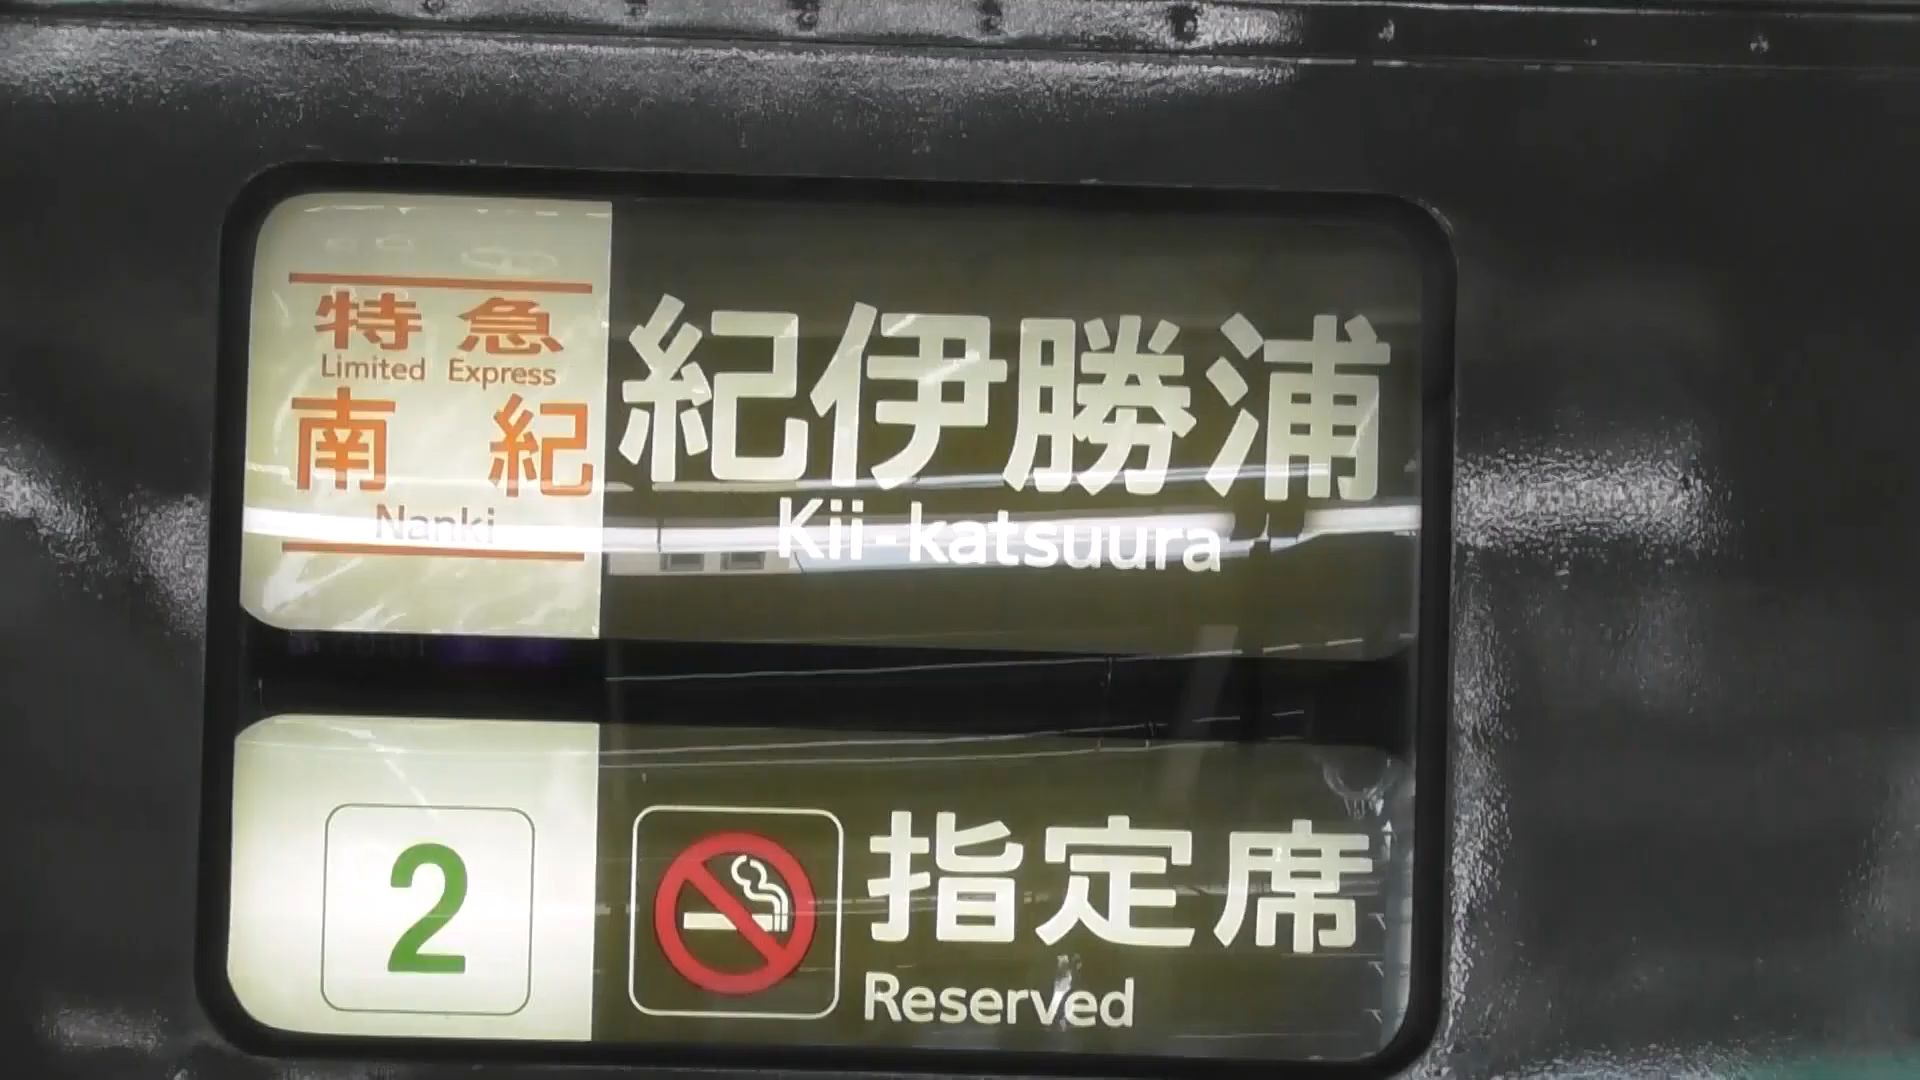 特急
Limited Express
南紀
Nanki
紀伊勝浦
Kii-katsuura
2
指定席
Reserved